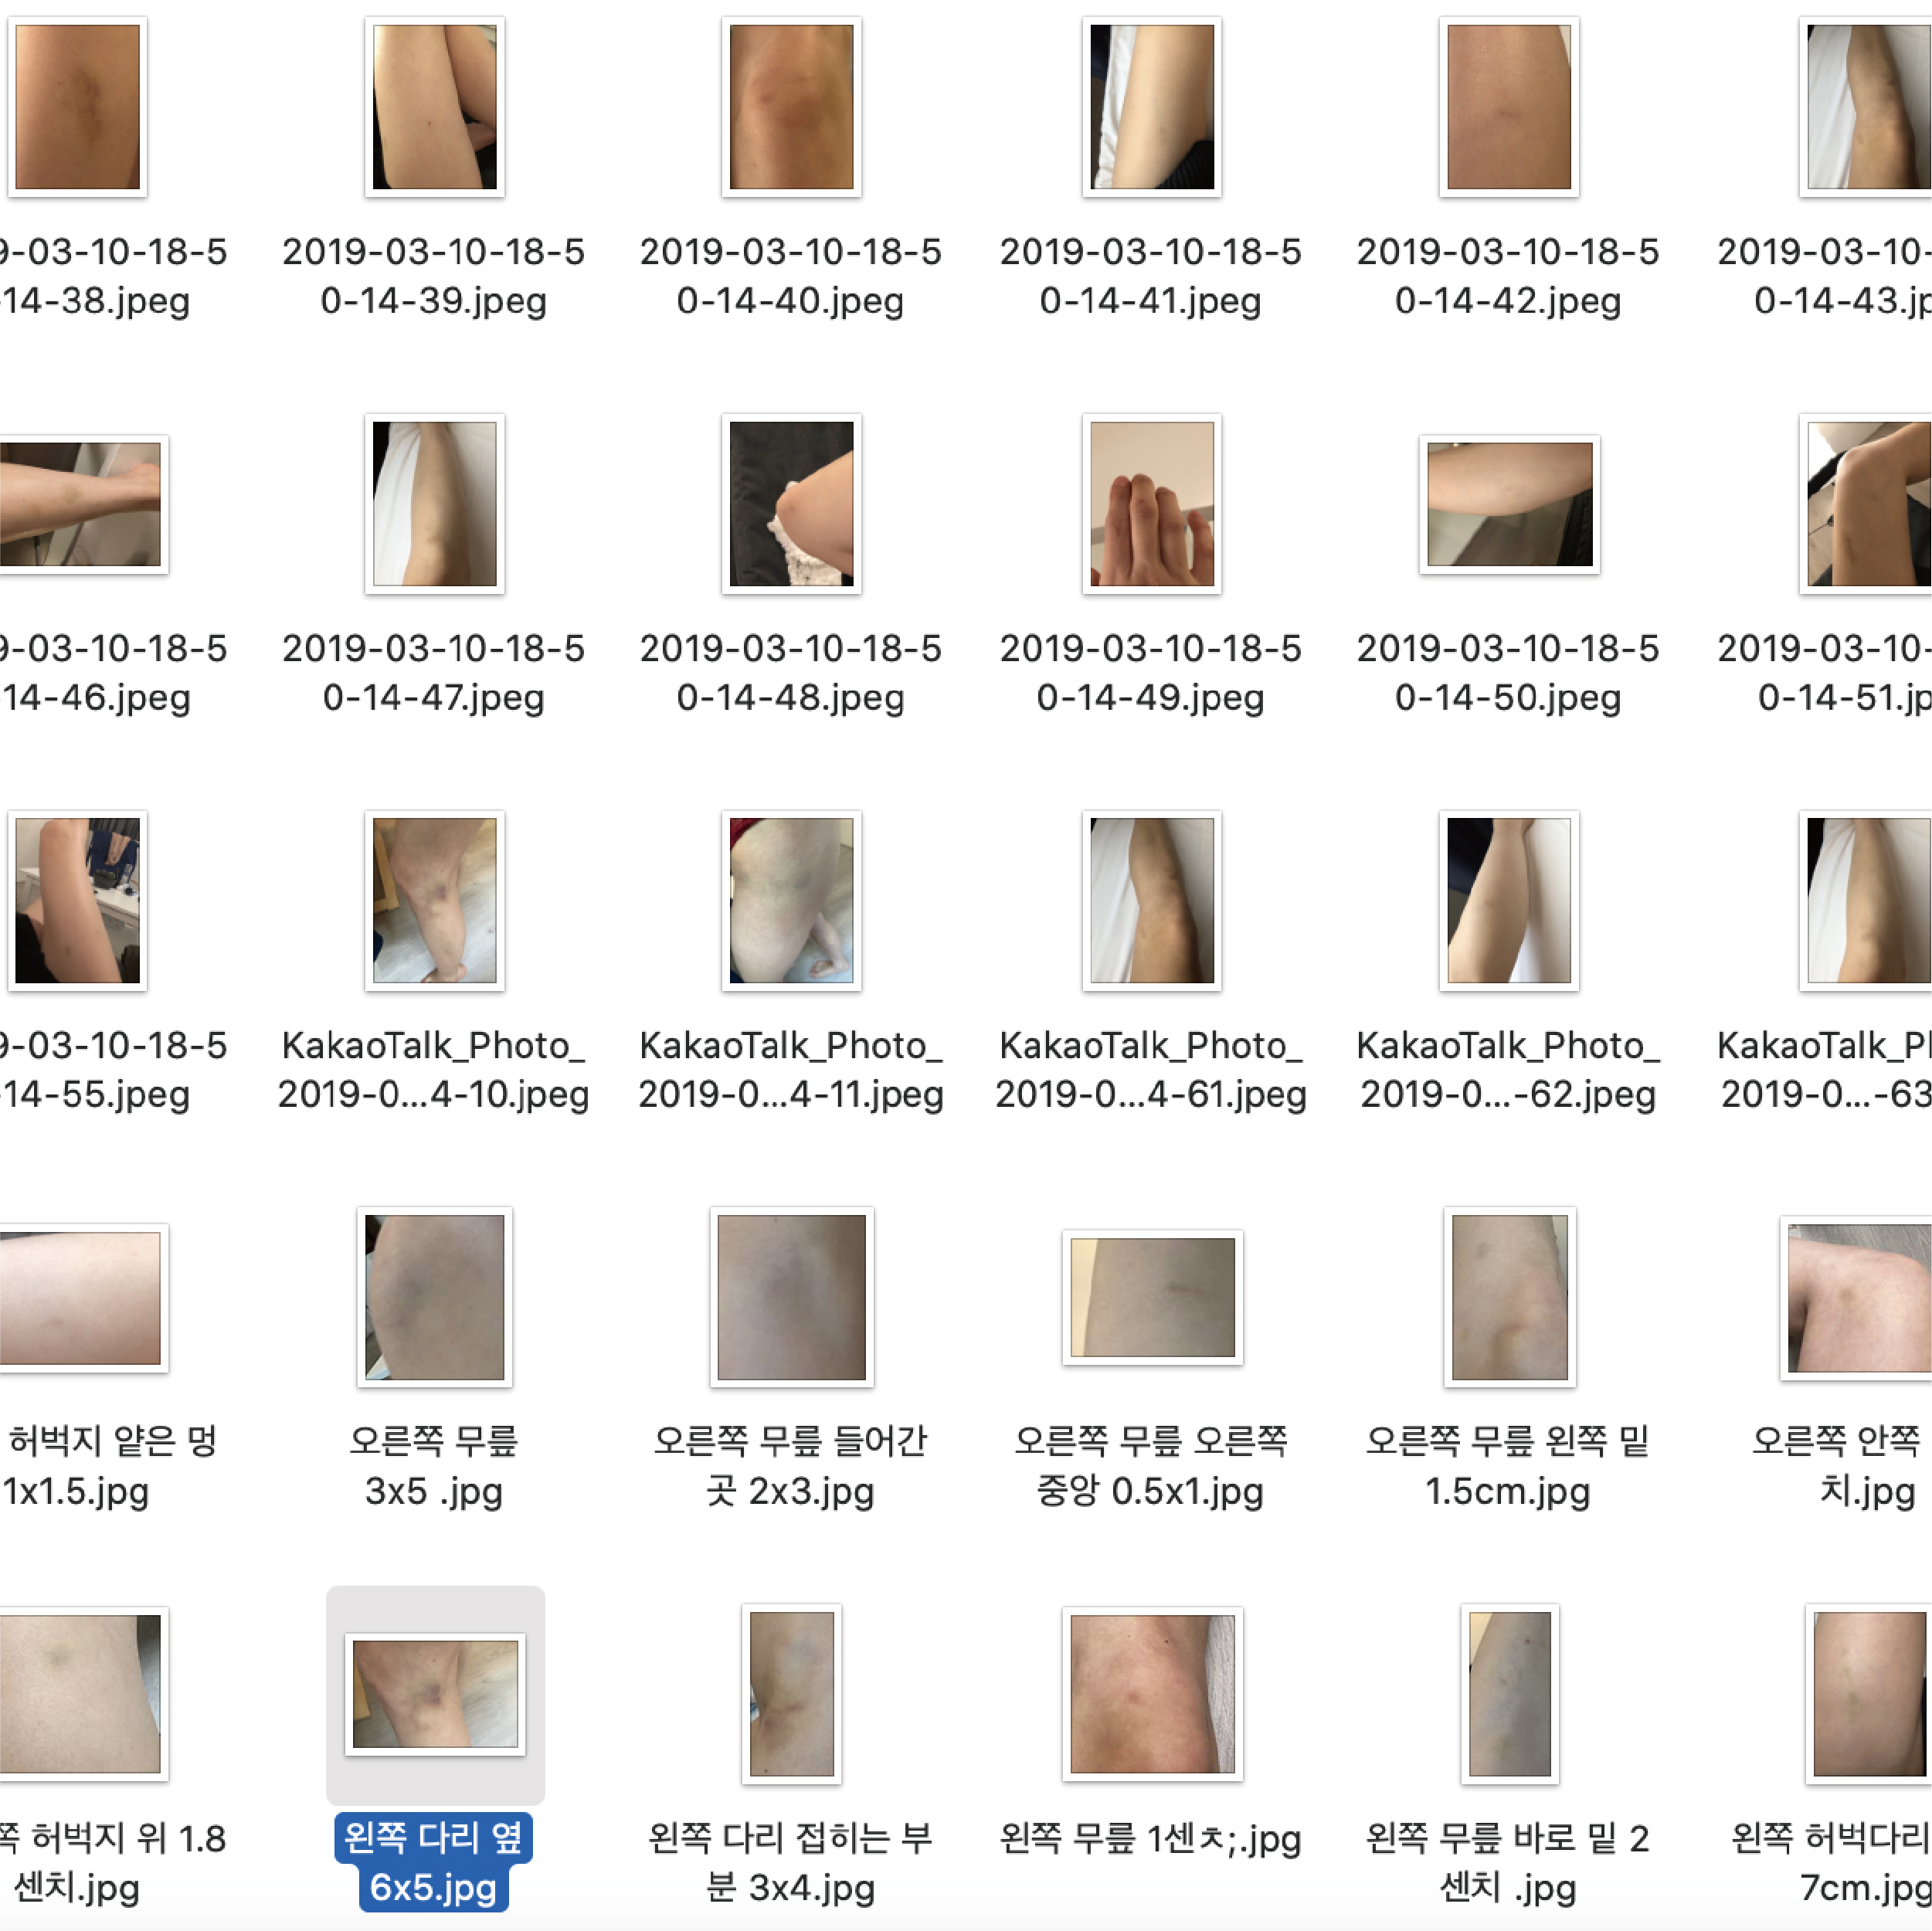 9-03-10-18-5
-14-38.jpeg
2019-03-10-18-5
0-14-39.jpeg
2019-03-10-18-5
0-14-40.jpeg
2019-03-10-18-5
0-14-41.jpeg
2019-03-10-18-5
0-14-42.jpeg
2019-03-10-
0-14-43.jp
9-03-10-18-5
-14-46.jpeg
2019-03-10-18-5
0-14-47.jpeg
2019-03-10-18-5
0-14-48.jpeg
2019-03-10-18-5
0-14-49.jpeg
2019-03-10-18-5
0-14-50.jpeg
2019-03-10-
0-14-51.jp
9-03-10-18-5
-14-55.jpeg
KakaoTalk_Photo_
2019-0...4-10.jpeg
KakaoTalk_Photo_
2019-0...4-11.jpeg
KakaoTalk_Photo_
2019-0...4-61.jpeg
KakaoTalk_Photo_
2019-0...-62.jpeg
KakaoTalk_P
2019-0...-63
허벅지 얕은 멍
1x1.5.jpg
오른쪽 무릎
3x5 .jpg
오른쪽 무릎 들어간
곳 2x3.jpg
오른쪽 무릎 오른쪽
중앙 0.5x1.jpg
오른쪽 무릎 왼쪽 밑
1.5cm.jpg
오른쪽 안쪽
치.jpg
쪽 허벅지 위 1.8
센치.jpg
왼쪽 다리 옆
6x5.jpg
왼쪽 다리 접히는 부
분 3x4.jpg
왼쪽 무릎 1센ㅊ;.jpg
왼쪽 무릎 바로 밑 2
센치 .jpg
왼쪽 허벅다리
7cm.jpg